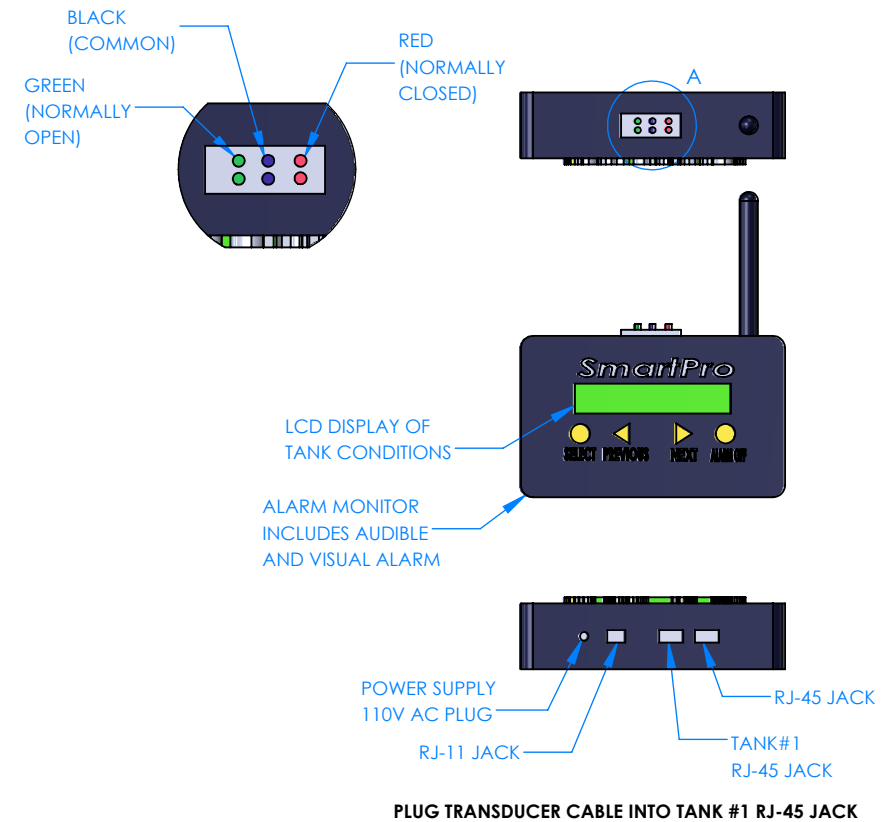 BLACK
(COMMON)
RED
(NORMALLY
CLOSED)
GREEN
(NORMALLY
OPEN)
A
SmartPro
LCD DISPLAY OF
TANK CONDITIONS
SELECT PREVIOUS NEXT ALARM OFF
ALARM MONITOR
INCLUDES AUDIBLE
AND VISUAL ALARM
POWER SUPPLY
110V AC PLUG
RJ-45 JACK
RJ-11 JACK
TANK#1
RJ-45 JACK
PLUG TRANSDUCER CABLE INTO TANK #1 RJ-45 JACK